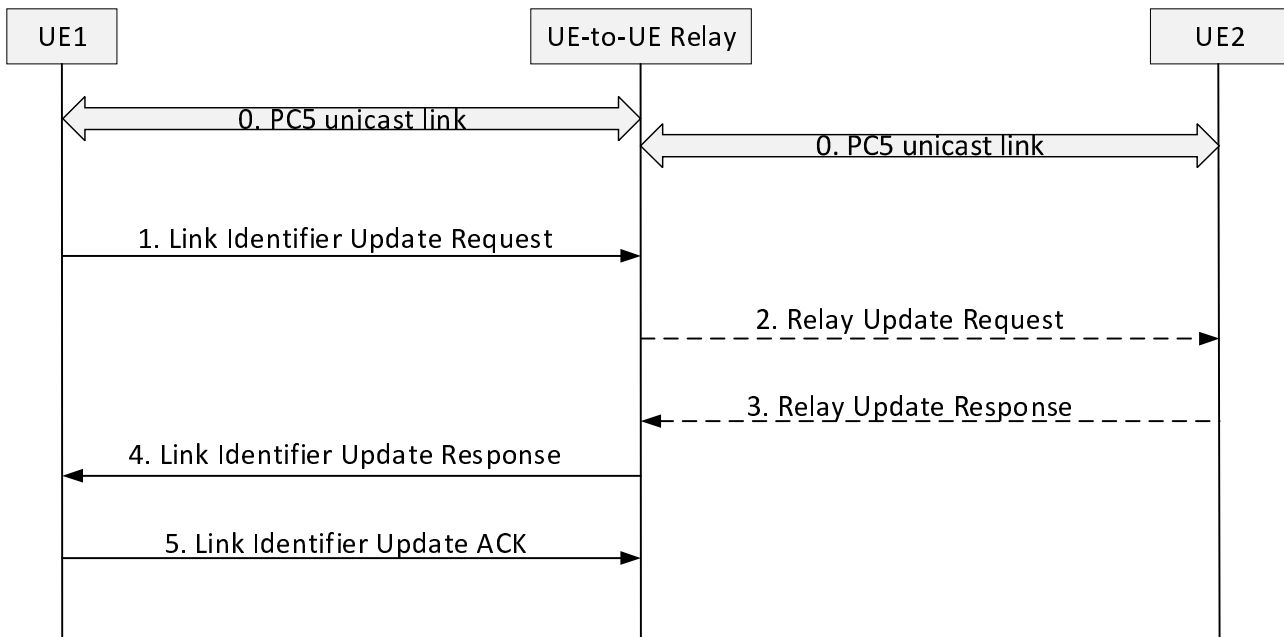 UE1
UE-to-UE Relay
UE2
0. PC5 unicast link
0. PC5 unicast link
1. Link Identifier Update Request
2. Relay Update Request
3. Relay Update Response
4. Link Identifier Update Response
5. Link Identifier Update ACK